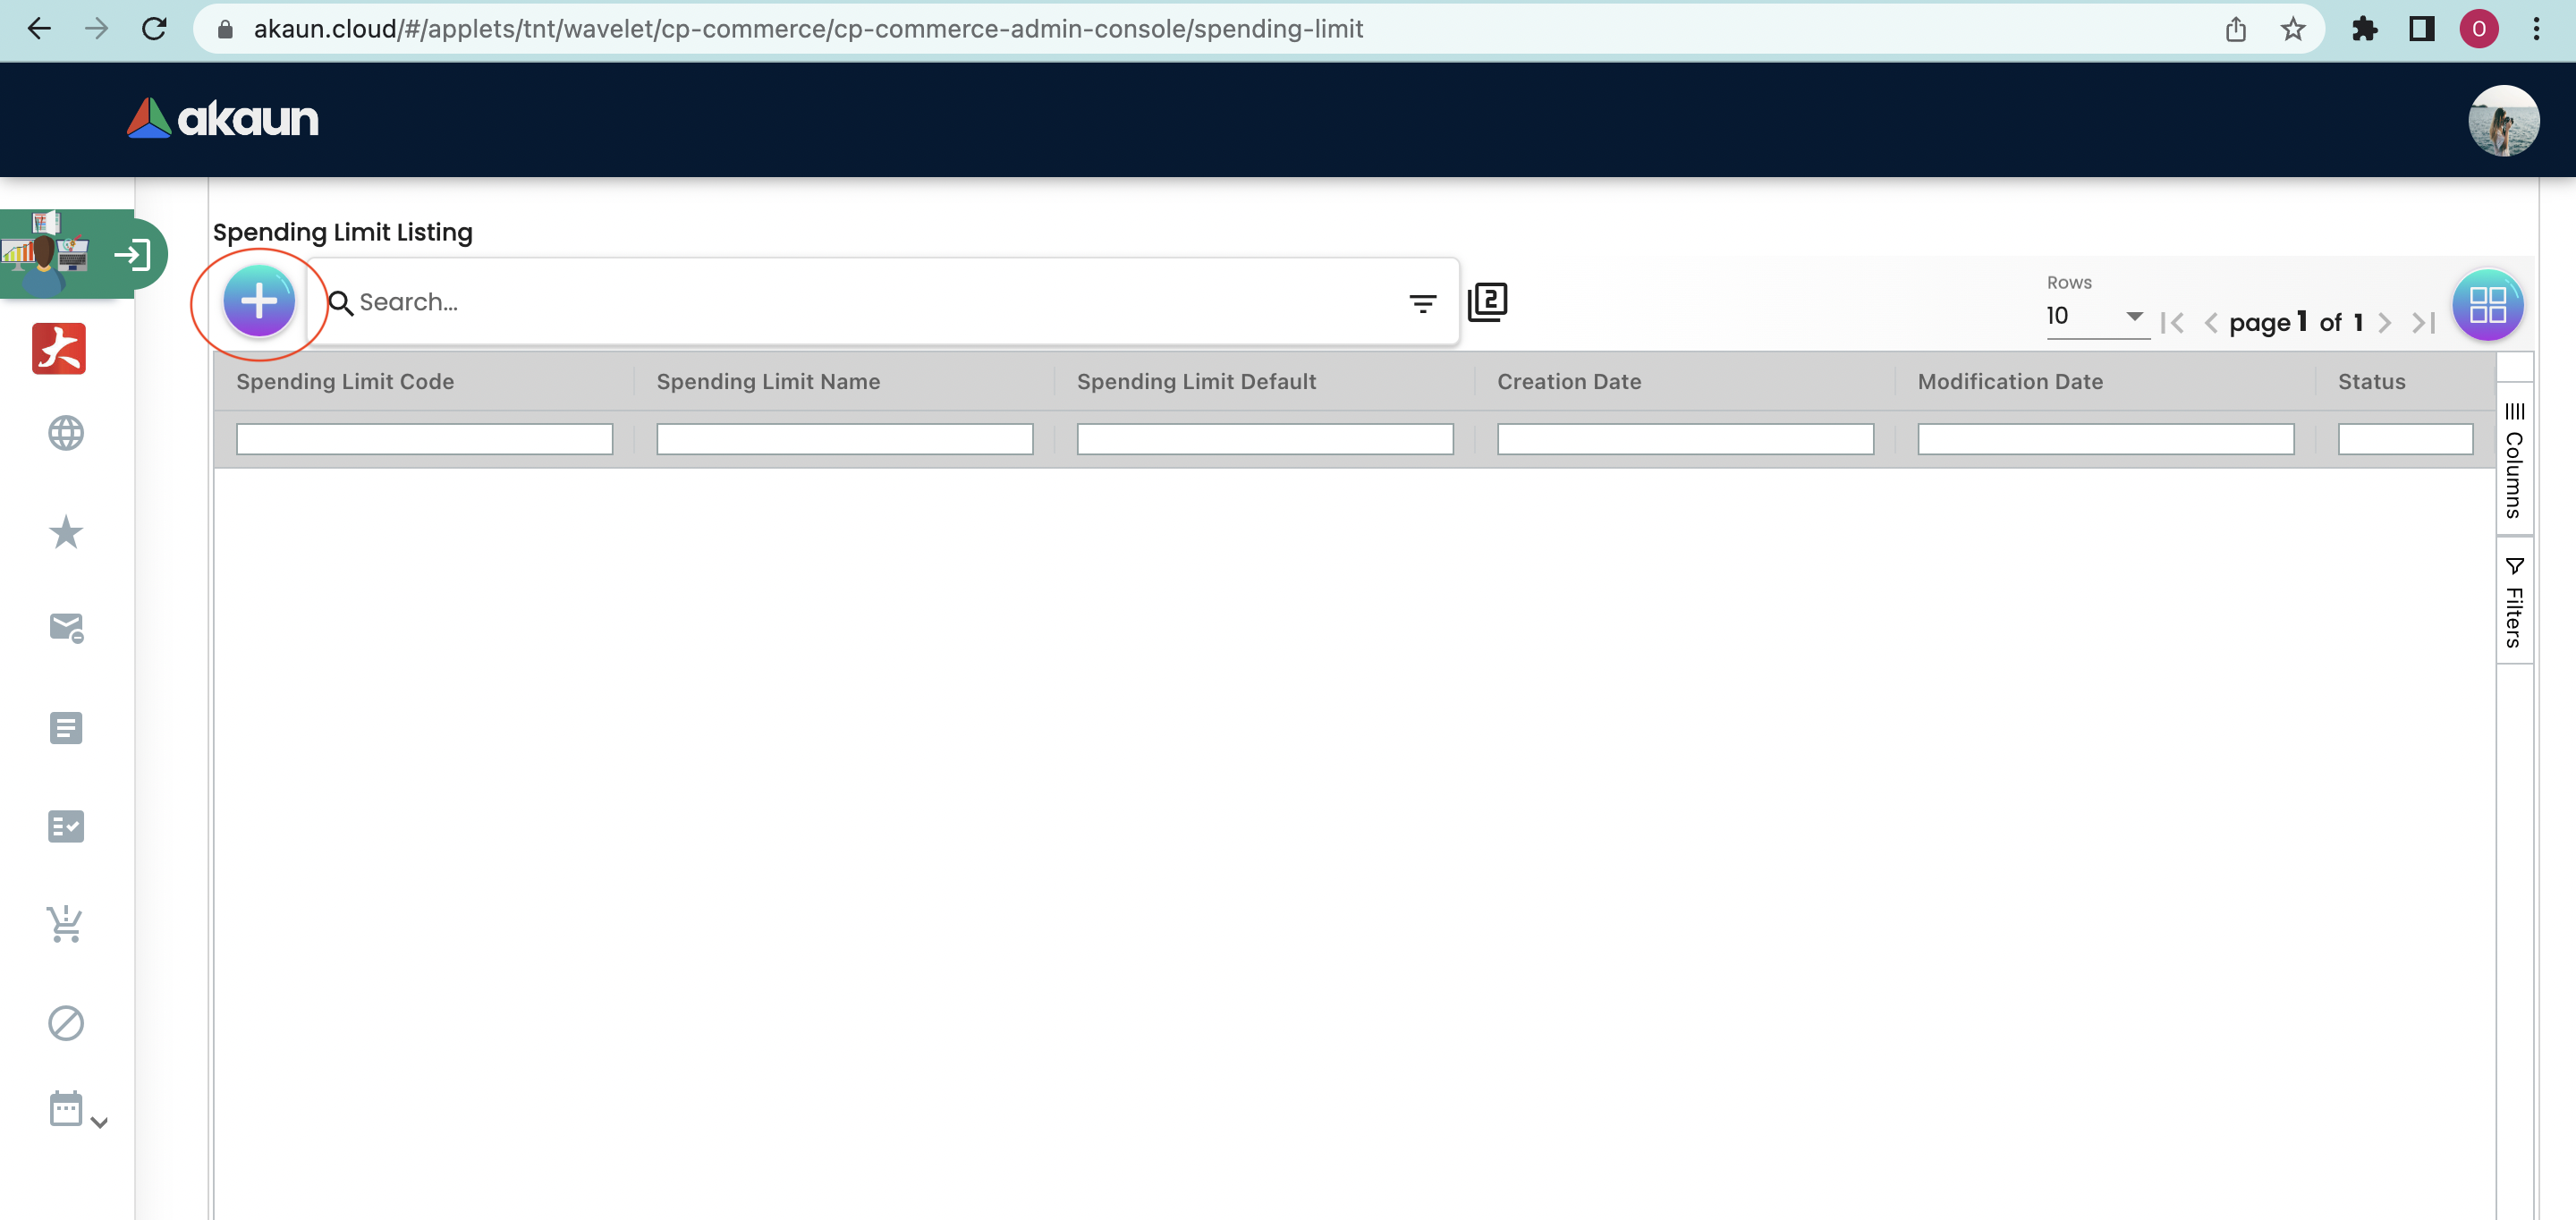 akaun.cloud/#/applets/tnt/wavelet/cp-commerce/cp-commerce-admin-console/spending-limit
O
akaun
Spending Limit Listing
Search...
2
Rows
10
page 1 of 1
Spending Limit Code
Spending Limit Name
Spending Limit Default
Creation Date
Modification Date
Status
Columns
Filters